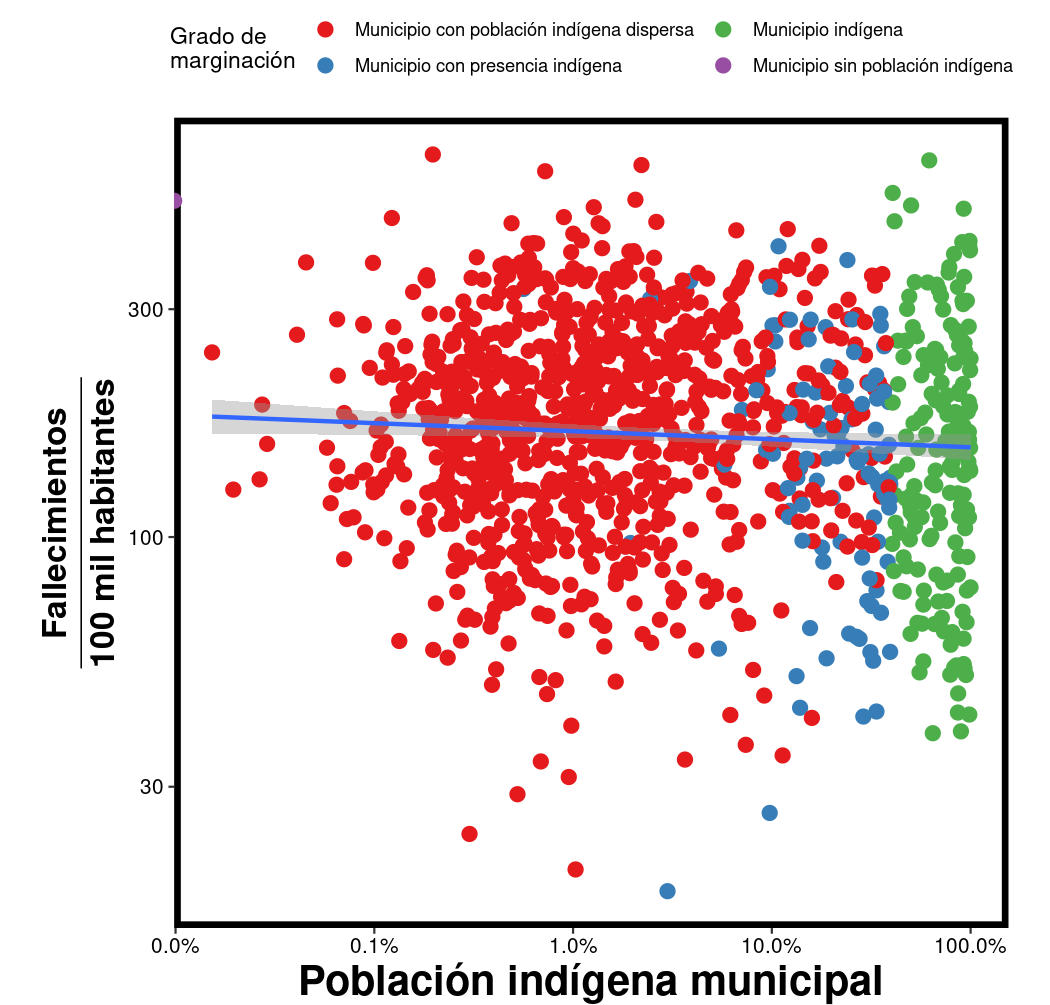 Grado de
marginación
Municipio con población indígena dispersa
Municipio con presencia indígena
Municipio indígena
Municipio sin población indígena
Fallecimientos
100 mil habitantes
300
100
30
0.0%
0.1%
1.0%
10.0%
100.0%
Población indígena municipal